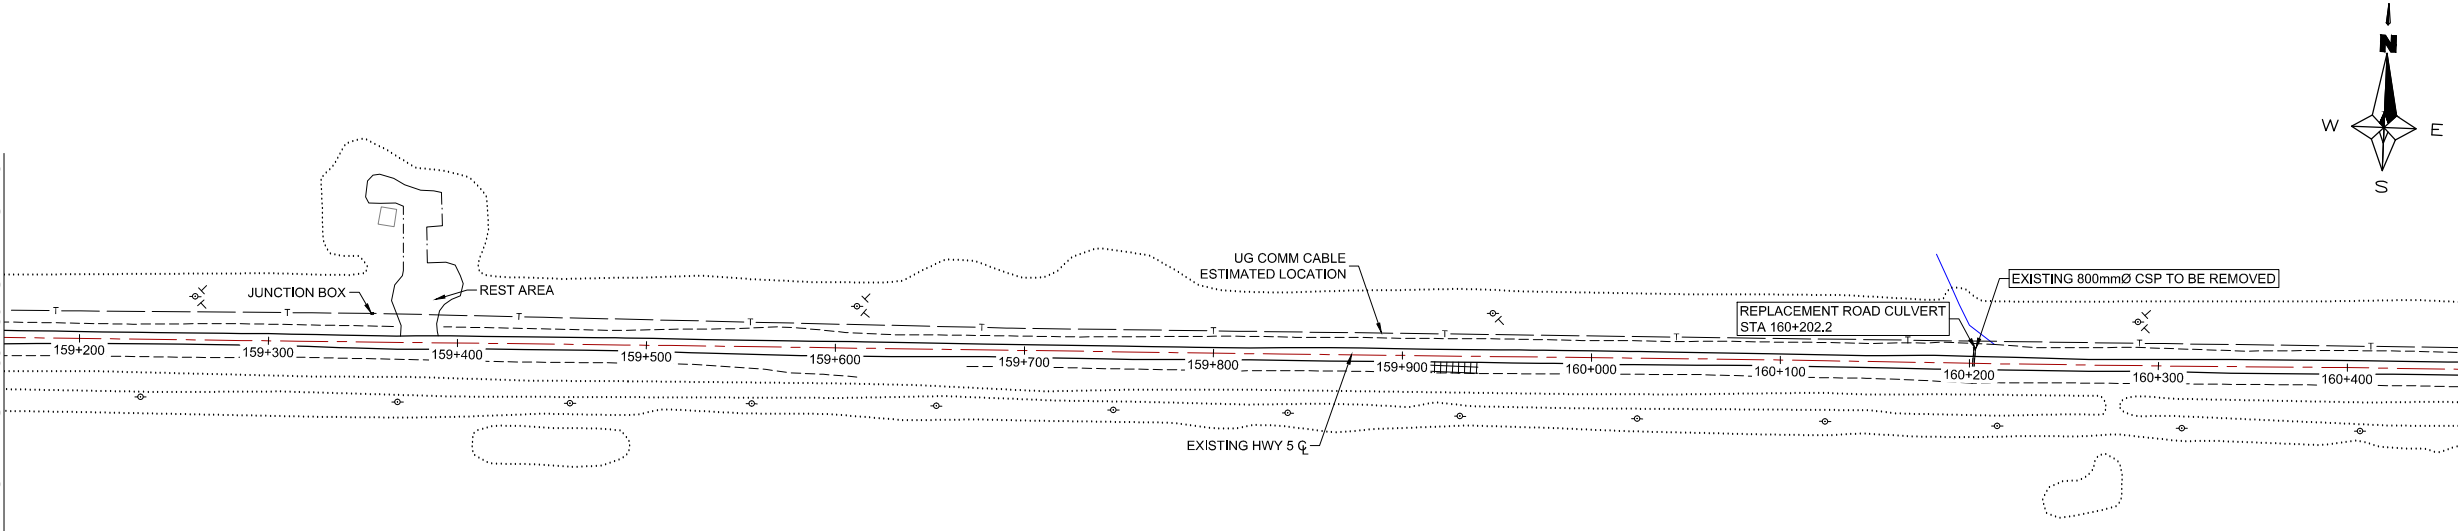 N
W
E
S
UG COMM CABLE
ESTIMATED LOCATION
EXISTING 800mmØ CSP TO BE REMOVED
JUNCTION BOX
REST AREA
REPLACEMENT ROAD CULVERT
STA 160+202.2
T T T T T T T T T T T
159+200 159+300 159+400 159+500 159+600 159+700 159+800 159+900 160+000 160+100 160+200 160+300 160+400
EXISTING HWY 5 ℄